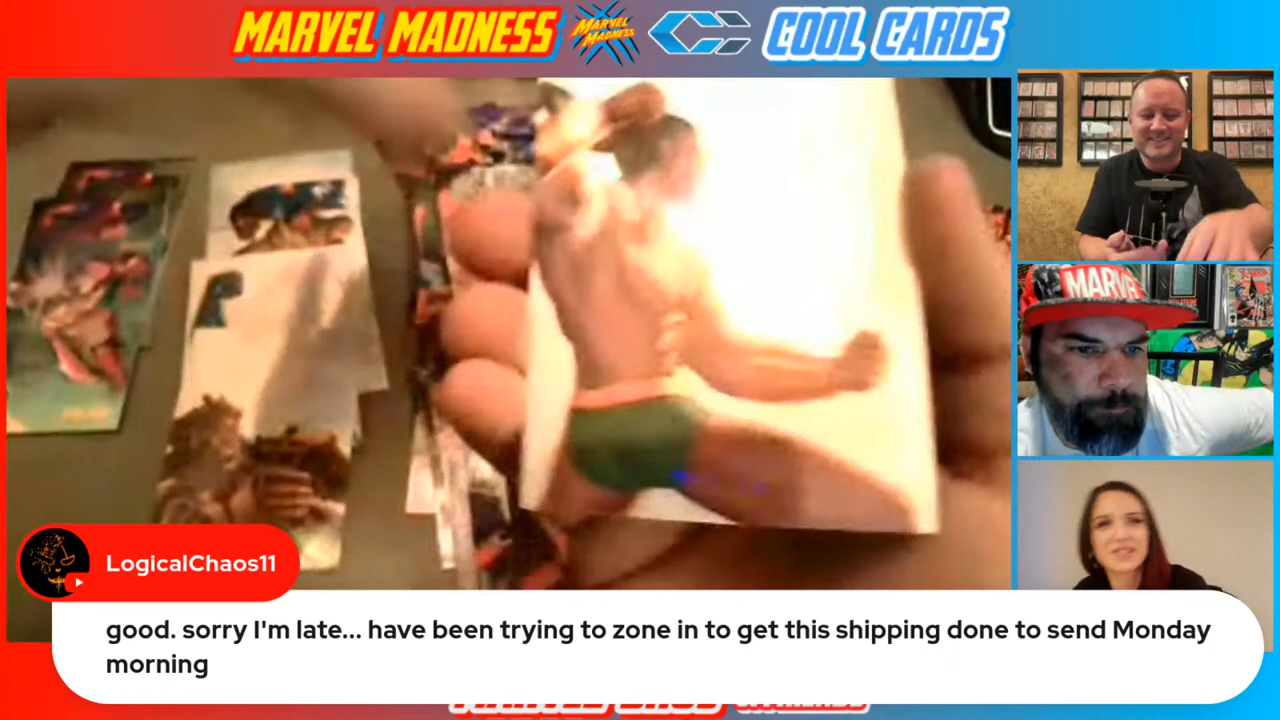 MARVEL MADNESS MARVEL MADNESS COOL CARDS
MARVE
LogicalChaos11
good. sorry I'm late... have been trying to zone in to get this shipping done to send Monday
morning